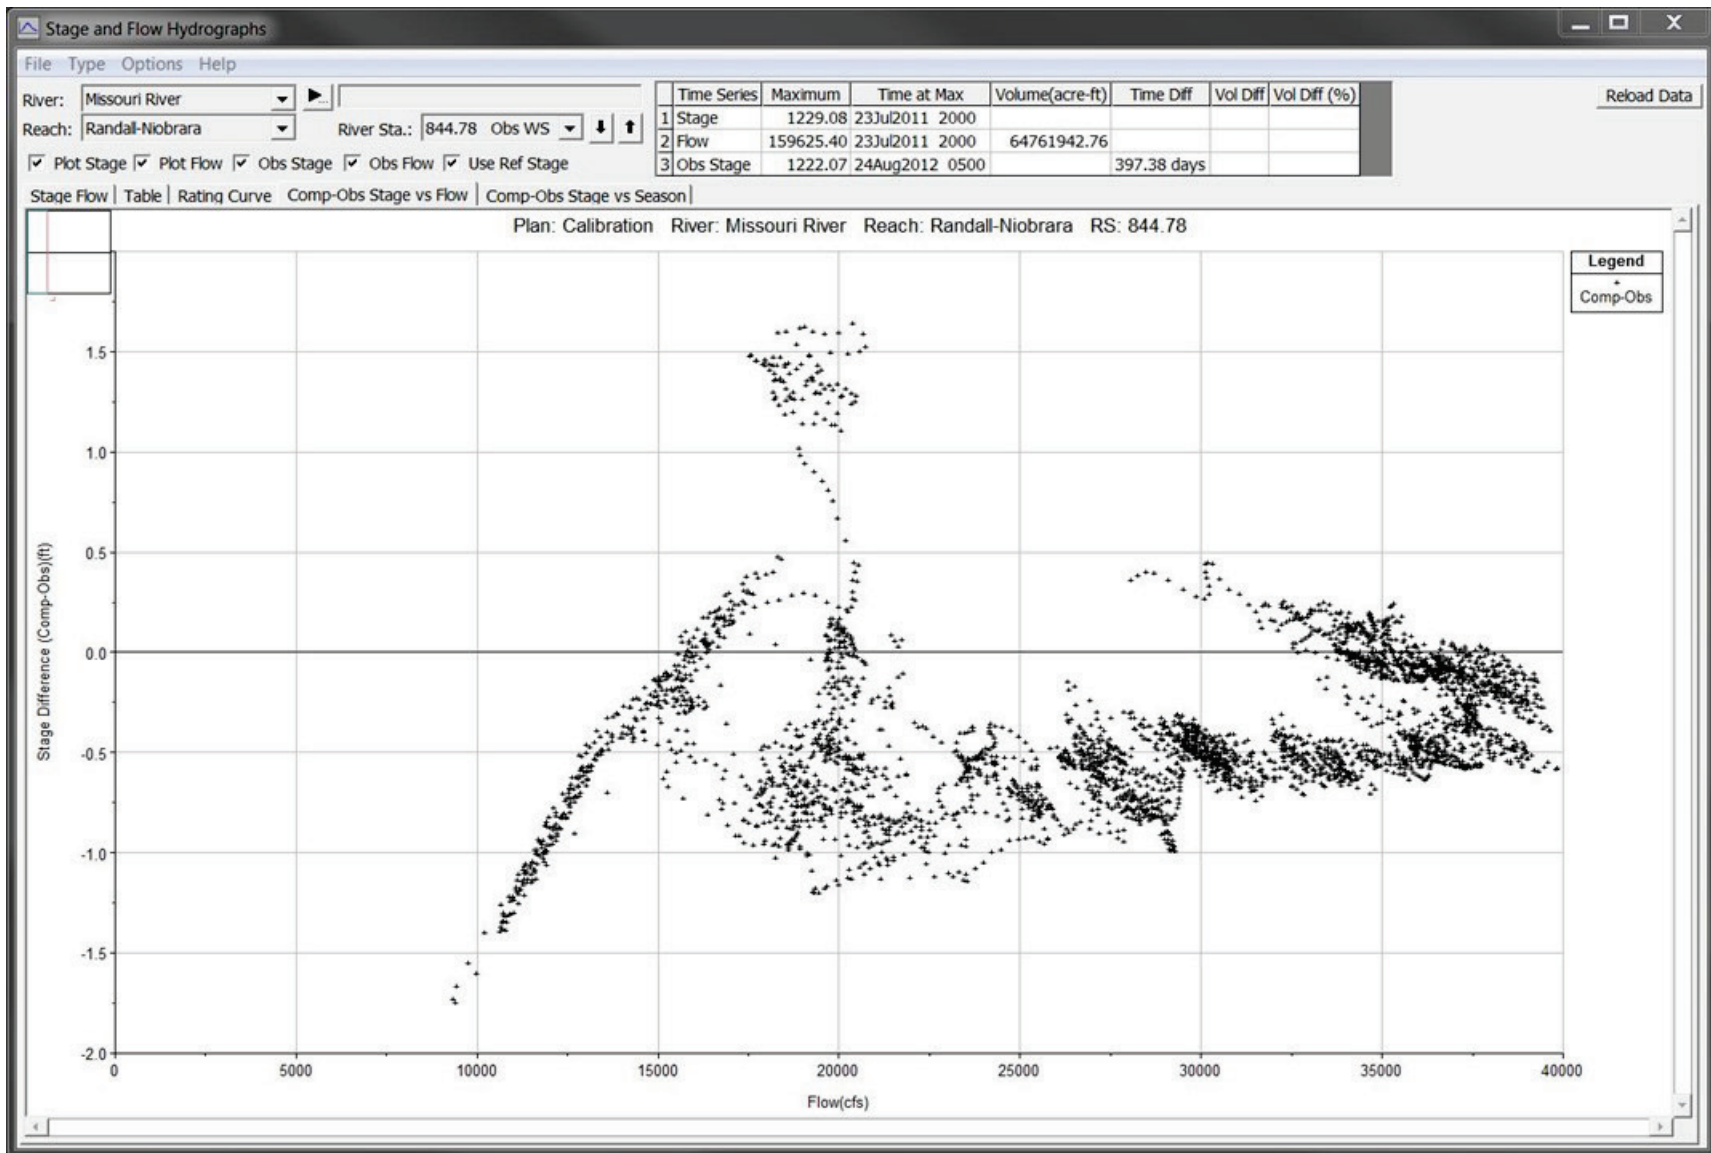 Stage and Flow Hydrographs
File Type Options Help
River: Missouri River
Reach: Randall-Niobrara River Sta.: 844.78 Obs WS
Plot Stage Plot Flow Obs Stage Obs Flow Use Ref Stage
Time Series Maximum Time at Max Volume(acre-ft) Time Diff Vol Diff Vol Diff (%)
1 Stage 1229.08 23Jul2011 2000
2 Flow 159625.40 23Jul2011 2000 64761942.76
3 Obs Stage 1222.07 24Aug2012 0500 397.38 days
Reload Data
Stage Flow Table Rating Curve Comp-Obs Stage vs Flow Comp-Obs Stage vs Season
Plan: Calibration River: Missouri River Reach: Randall-Niobrara RS: 844.78
Legend
Comp-Obs
Stage Difference (Comp-Obs)(ft)
1.5
1.0
0.5
0.0
-0.5
-1.0
-1.5
-2.0
0 5000 10000 15000 20000 25000 30000 35000 40000
Flow(cfs)